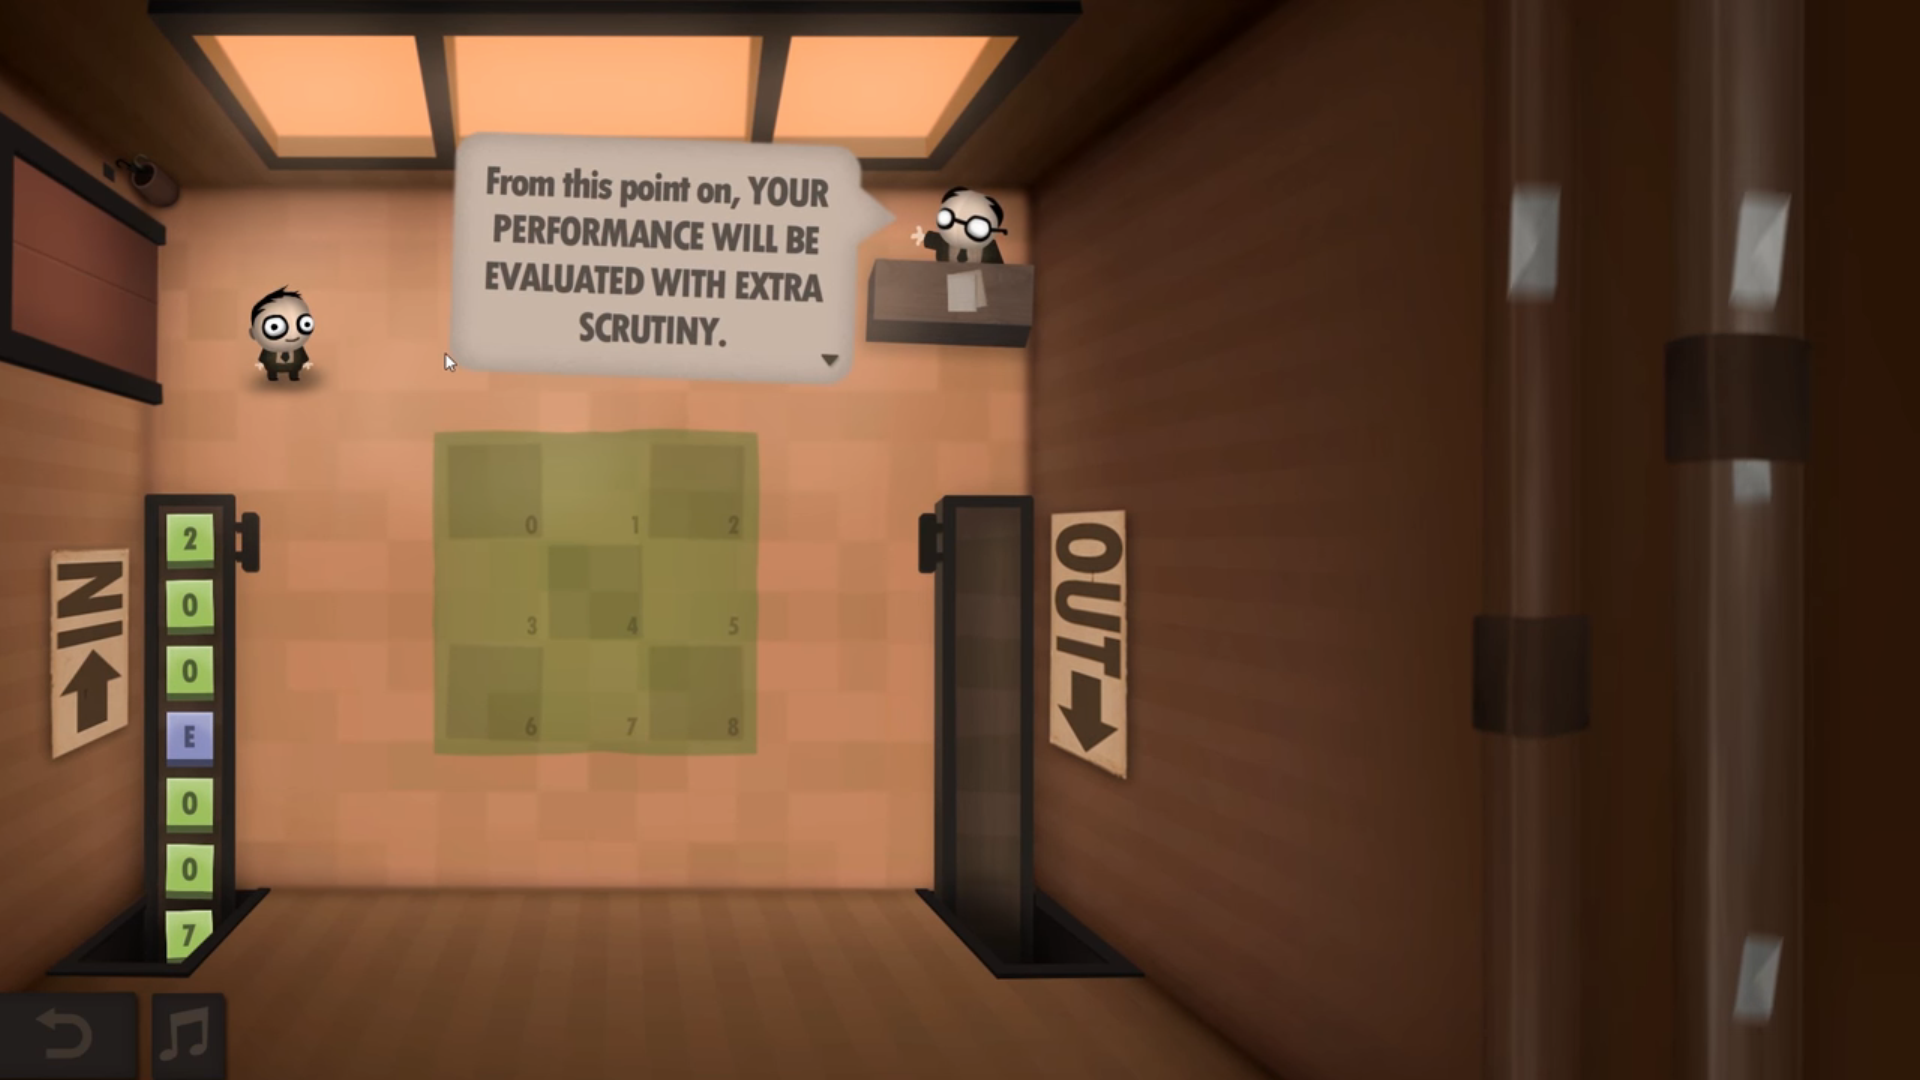 From this point on, YOUR
PERFORMANCE WILL BE
EVALUATED WITH EXTRA
SCRUTINY.
IN
2
0
0
E
0
0
7
0 1 2
3 4 5
6 7 8
OUT